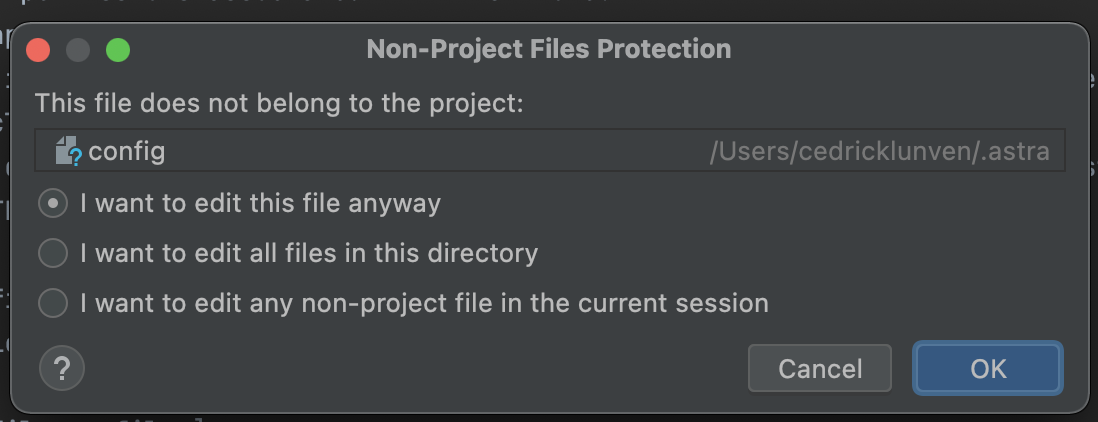 Non-Project Files Protection
This file does not belong to the project:
config /Users/cedricklunven/.astra
I want to edit this file anyway
I want to edit all files in this directory
I want to edit any non-project file in the current session
? Cancel OK